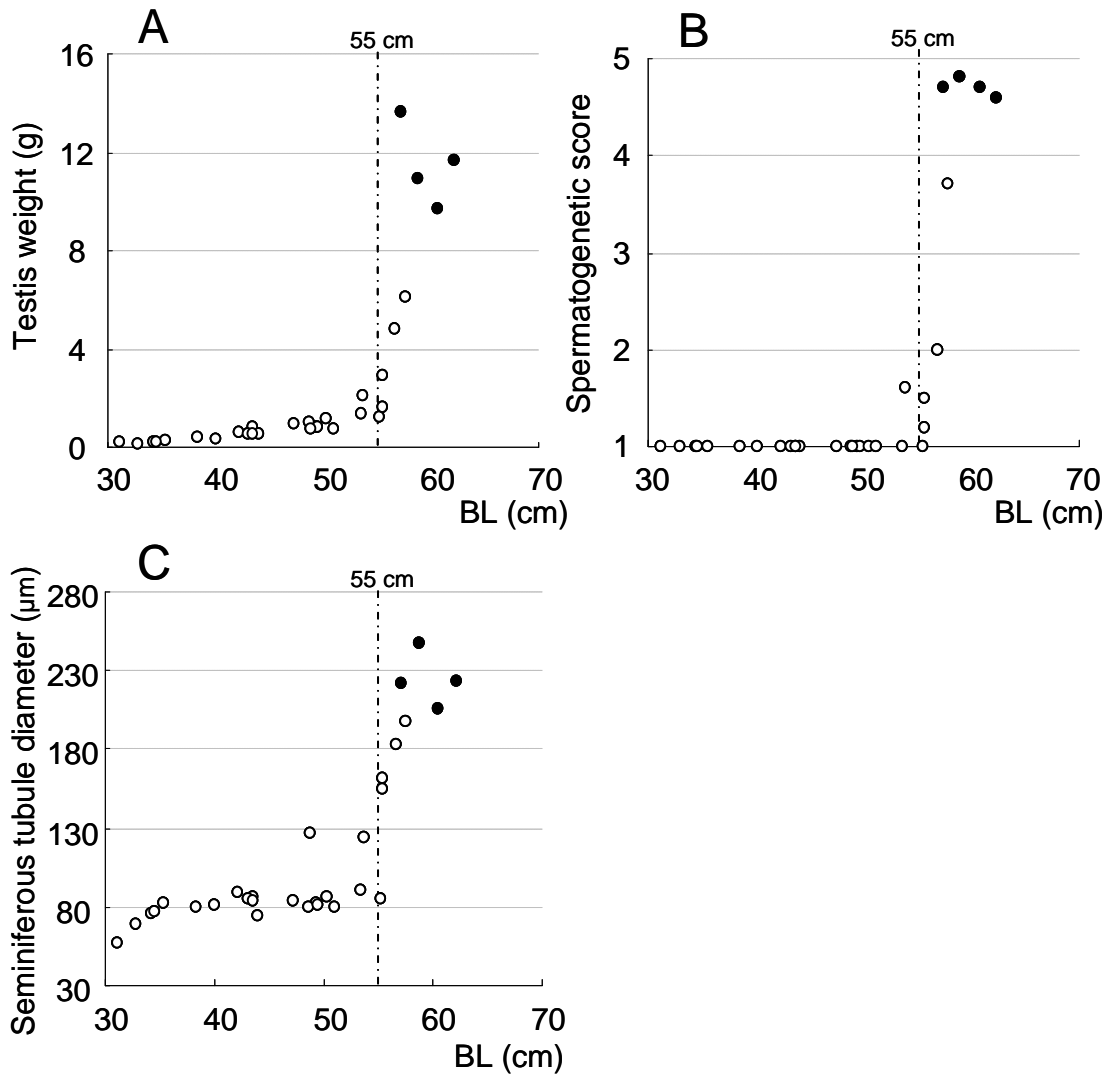 A
55 cm
16
12
8
4
0
Testis weight (g)
30 40 50 60 70
BL (cm)
B
55 cm
5
4
3
2
1
Spermatogenetic score
30 40 50 60 70
BL (cm)
C
55 cm
280
230
180
130
80
30
Seminiferous tubule diameter (μm)
30 40 50 60 70
BL (cm)